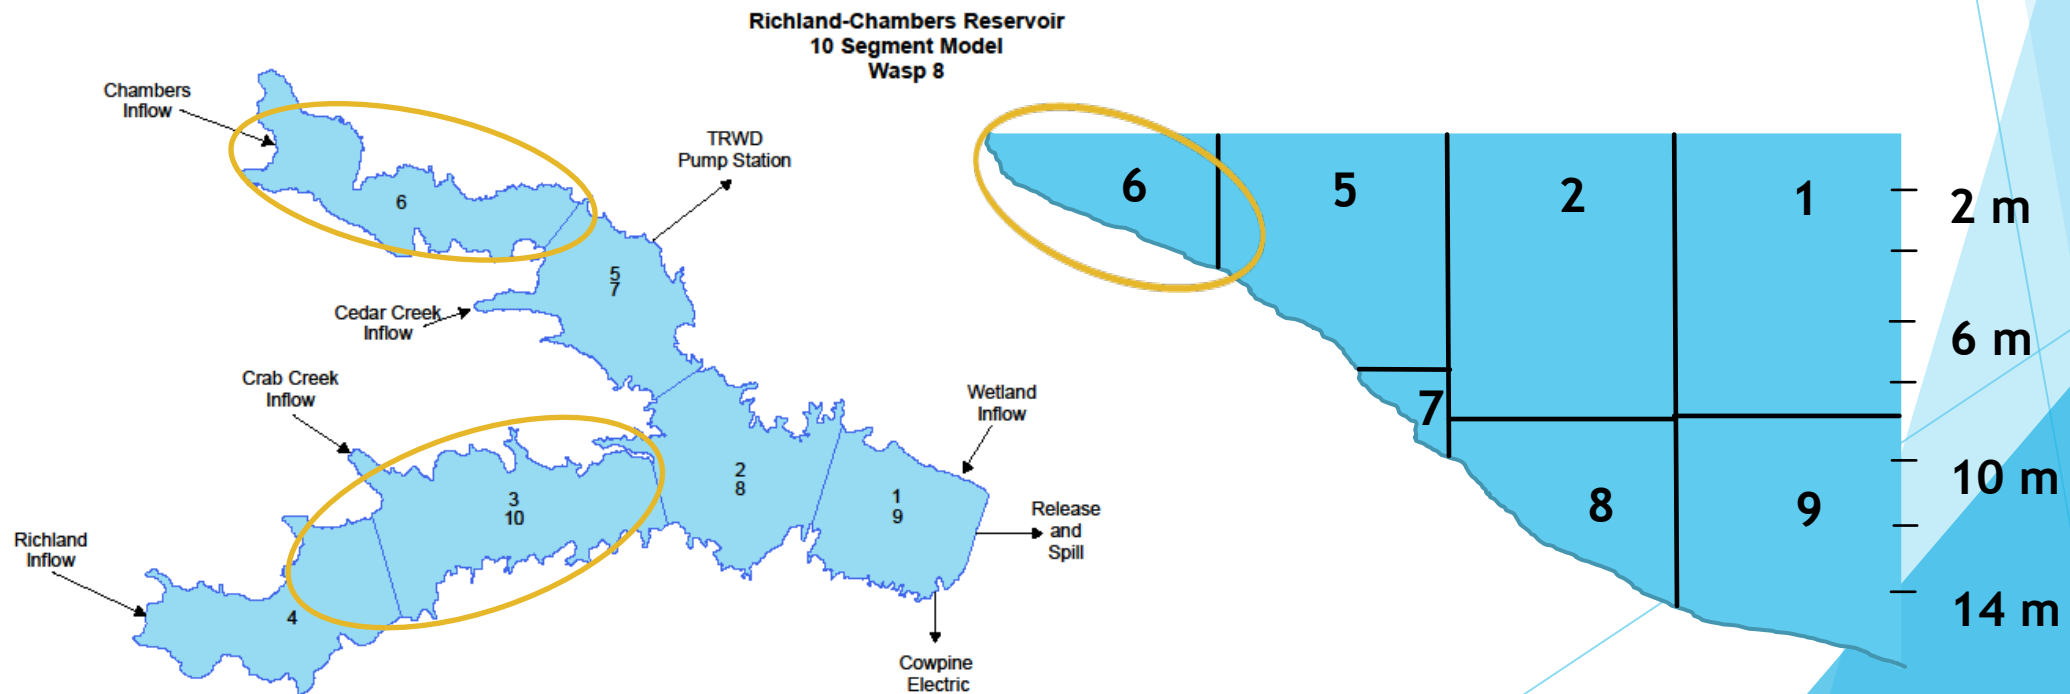 Richland-Chambers Reservoir
10 Segment Model
Wasp 8
Chambers
Inflow
6
TRWD
Pump Station
5
7
Cedar Creek
Inflow
Crab Creek
Inflow
3
10
Richland
Inflow
4
2
8
Wetland
Inflow
1
9
Release
and
Spill
Cowpine
Electric
6
5
2
1
7
8
9
2 m
6 m
10 m
14 m